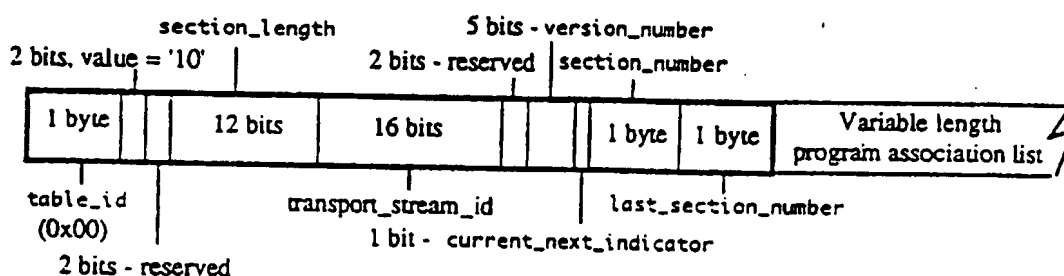 section_length
5 bits - version_number
2 bits, value = '10'
2 bits - reserved
section_number
1 byte
12 bits
16 bits
1 byte
1 byte
Variable length
program association list
table_id
(0x00)
transport_stream_id
last_section_number
1 bit - current_next_indicator
2 bits - reserved